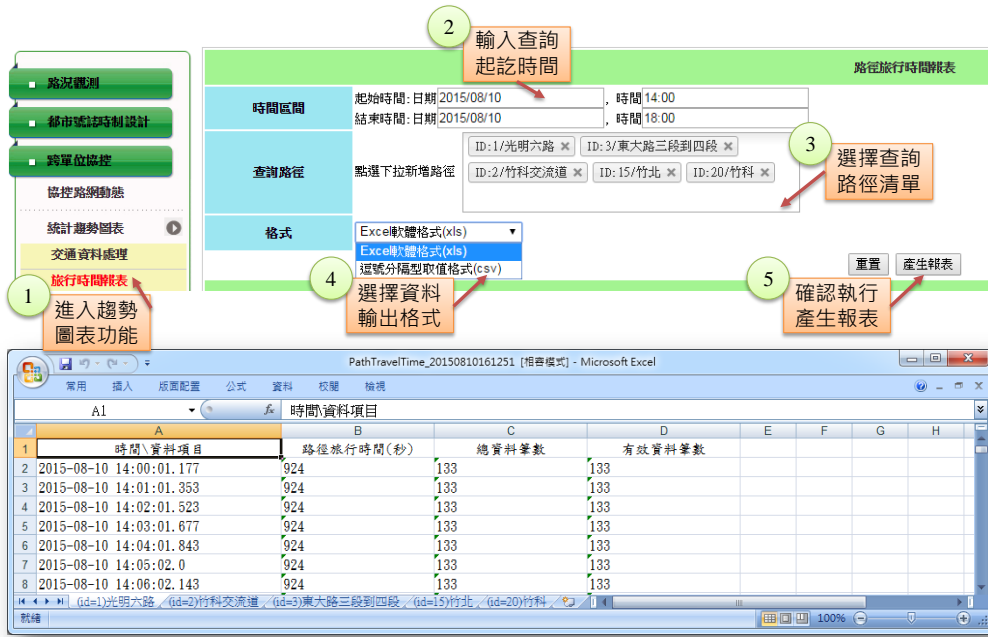 2
輸入查詢
起訖時間
路況觀測
都市號誌時制設計
跨單位協控
協控路網動態
統計趨勢圖表
交通資料處理
旅行時間報表
1
進入趨勢
圖表功能
路徑旅行時間報表
時間區間
起始時間:日期 2015/08/10 , 時間 14:00
結束時間:日期 2015/08/10 , 時間 18:00
查詢路徑
點選下拉新增路徑
ID:1/光明六路 × ID:3/東大路三段到四段 ×
ID:2/竹科交流道 × ID:15/竹北 × ID:20/竹科 ×
3
選擇查詢
路徑清單
格式
Excel軟體格式(xls) ▼
Excel軟體格式(xls)
逗號分隔型取值格式(csv)
4
選擇資料
輸出格式
重置 產生報表
5
確認執行
產生報表
PathTravelTime_20150810161251 [相容模式] - Microsoft Excel
常用 插入 版面配置 公式 資料 校閱 檢視
A1 fx 時間\資料項目
A B C D E F G H
1 時間\資料項目 路徑旅行時間(秒) 總資料筆數 有效資料筆數
2 2015-08-10 14:00:01.177 924 133 133
3 2015-08-10 14:01:01.353 924 133 133
4 2015-08-10 14:02:01.523 924 133 133
5 2015-08-10 14:03:01.677 924 133 133
6 2015-08-10 14:04:01.843 924 133 133
7 2015-08-10 14:05:02.0 924 133 133
8 2015-08-10 14:06:02.143 924 133 133
(id=1)光明六路 (id=2)竹科交流道 (id=3)東大路三段到四段 (id=15)竹北 (id=20)竹科
就緒 100%